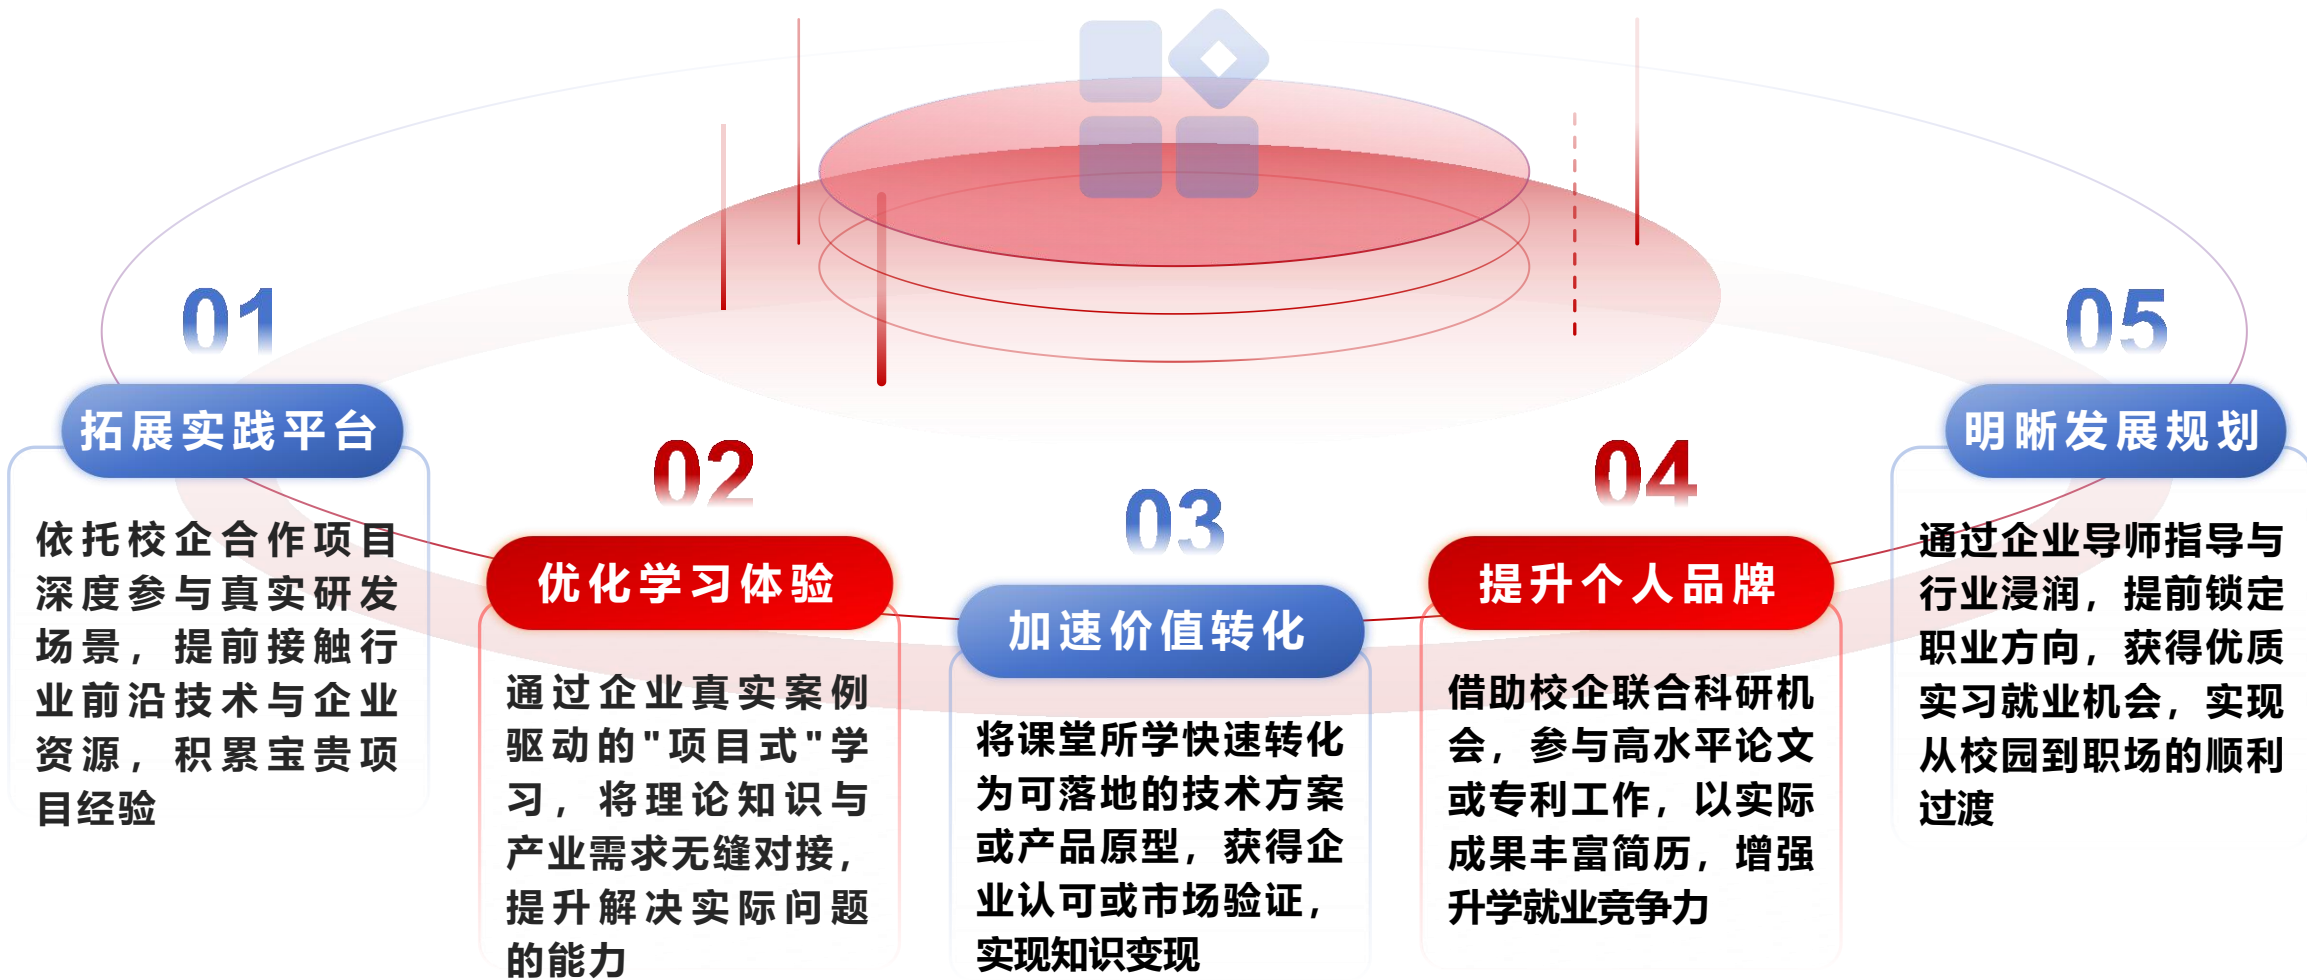 01
拓展实践平台
依托校企合作项目
深度参与真实研发
场景，提前接触行
业前沿技术与企业
资源，积累宝贵项
目经验
02
优化学习体验
通过企业真实案例
驱动的"项目式"学
习，将理论知识与
产业需求无缝对接，
提升解决实际问题
的能力
03
加速价值转化
将课堂所学快速转化
为可落地的技术方案
或产品原型，获得企
业认可或市场验证，
实现知识变现
04
提升个人品牌
借助校企联合科研机
会，参与高水平论文
或专利工作，以实际
成果丰富简历，增强
升学就业竞争力
05
明晰发展规划
通过企业导师指导与
行业浸润，提前锁定
职业方向，获得优质
实习就业机会，实现
从校园到职场的顺利
过渡